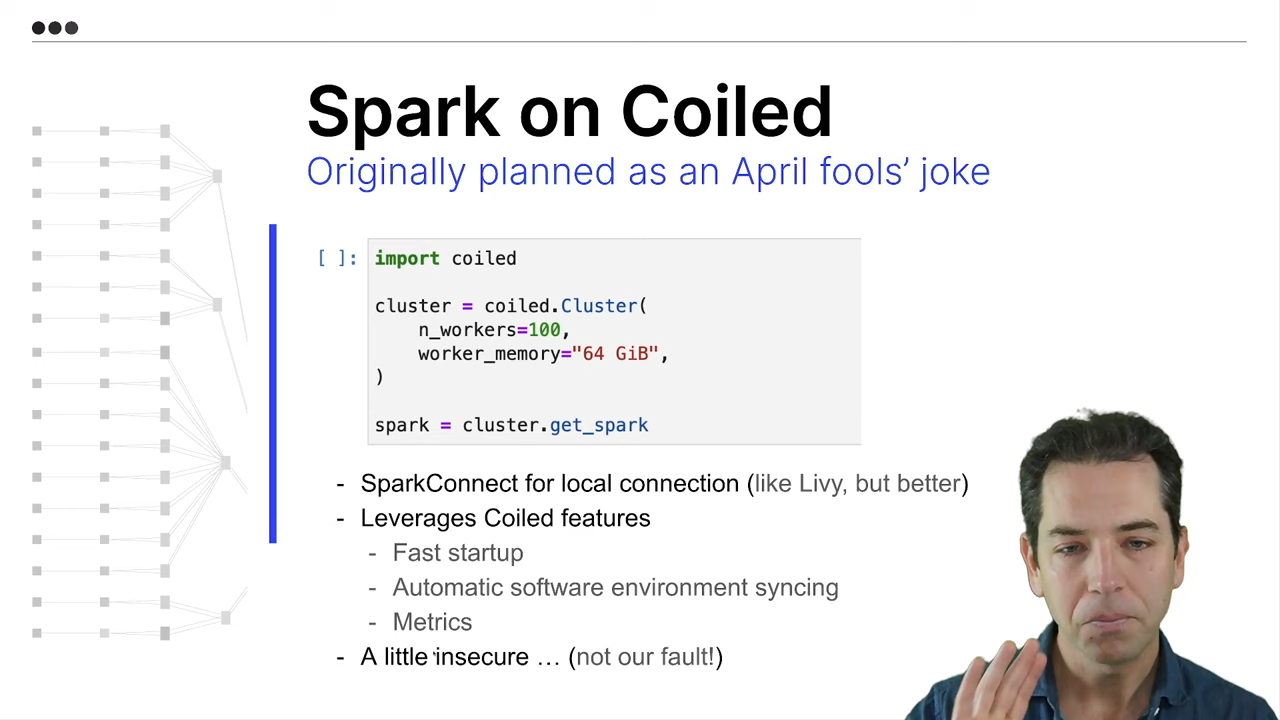 Spark on Coiled
Originally planned as an April fools’ joke
[ ]: import coiled
cluster = coiled.Cluster(
    n_workers=100,
    worker_memory="64 GiB",
)
spark = cluster.get_spark
- SparkConnect for local connection (like Livy, but better)
- Leverages Coiled features
- Fast startup
- Automatic software environment syncing
- Metrics
- A little insecure … (not our fault!)